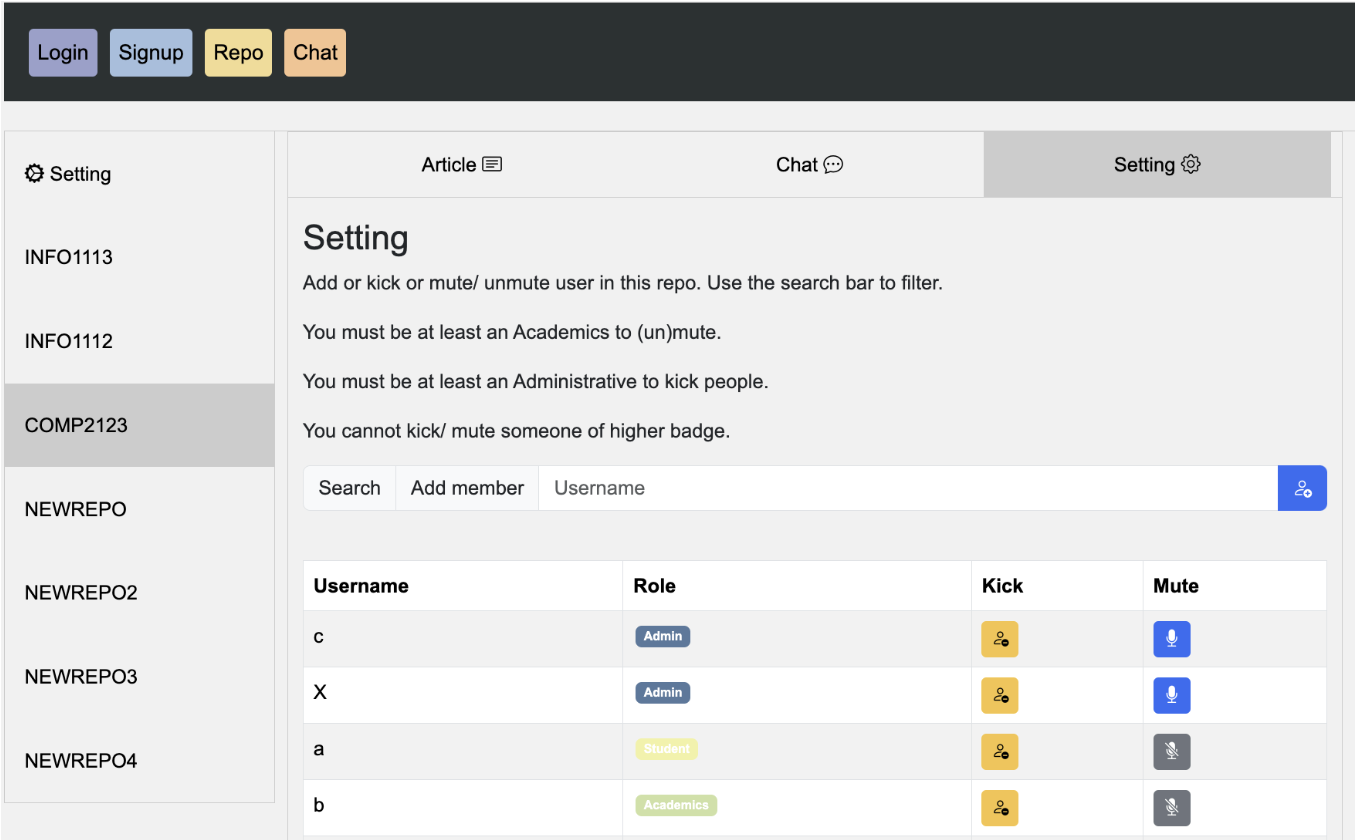 Login Signup Repo Chat
Setting
INFO1113
INFO1112
COMP2123
NEWREPO
NEWREPO2
NEWREPO3
NEWREPO4
Article Chat Setting
Setting
Add or kick or mute/ unmute user in this repo. Use the search bar to filter.
You must be at least an Academics to (un)mute.
You must be at least an Administrative to kick people.
You cannot kick/ mute someone of higher badge.
Search Add member Username
Username Role Kick Mute
c Admin
X Admin
a Student
b Academics